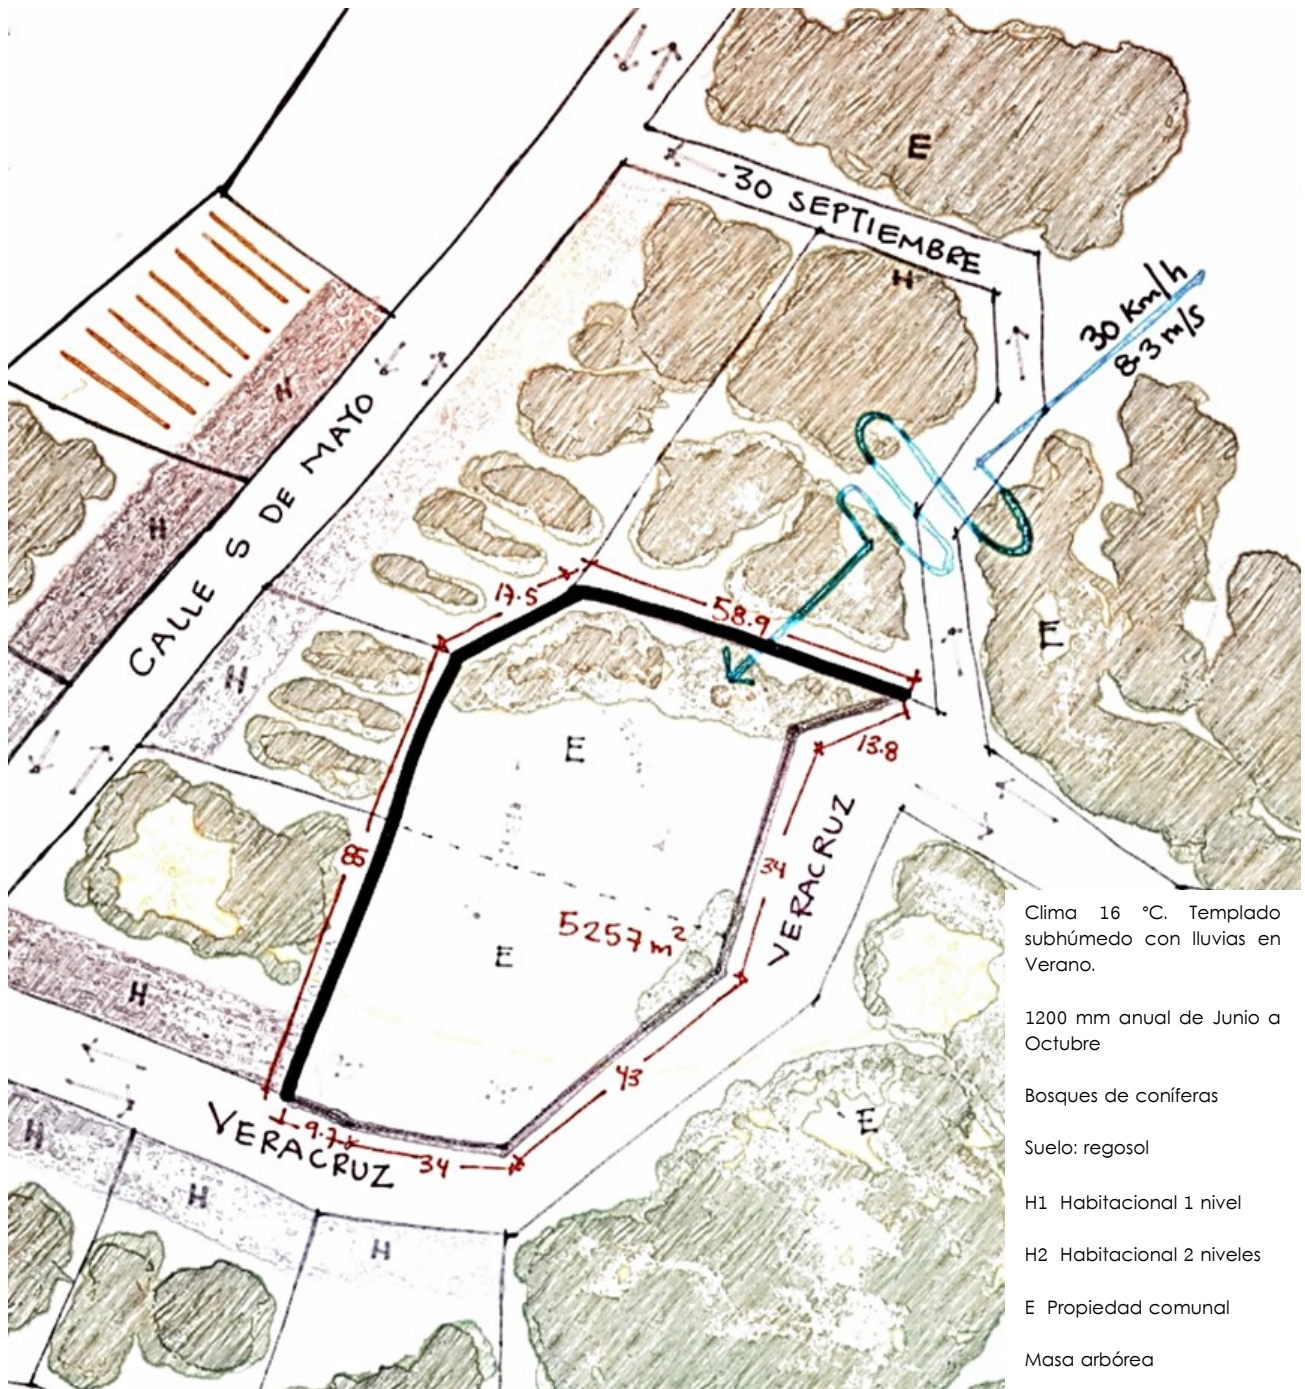 E
30 SEPTIEMBRE
H
30 Km/h
8.3 m/s
H
CALLE 5 DE MAYO
H
17.5
58.9
E
H
E
13.8
85
34
VERACRUZ
5257 m²
E
H
43
E
9.7
34
VERACRUZ
H
H
H
Clima 16 °C. Templado
subhúmedo con lluvias en
Verano.
1200 mm anual de Junio a
Octubre
Bosques de coníferas
Suelo: regosol
H1 Habitacional 1 nivel
H2 Habitacional 2 niveles
E Propiedad comunal
Masa arbórea